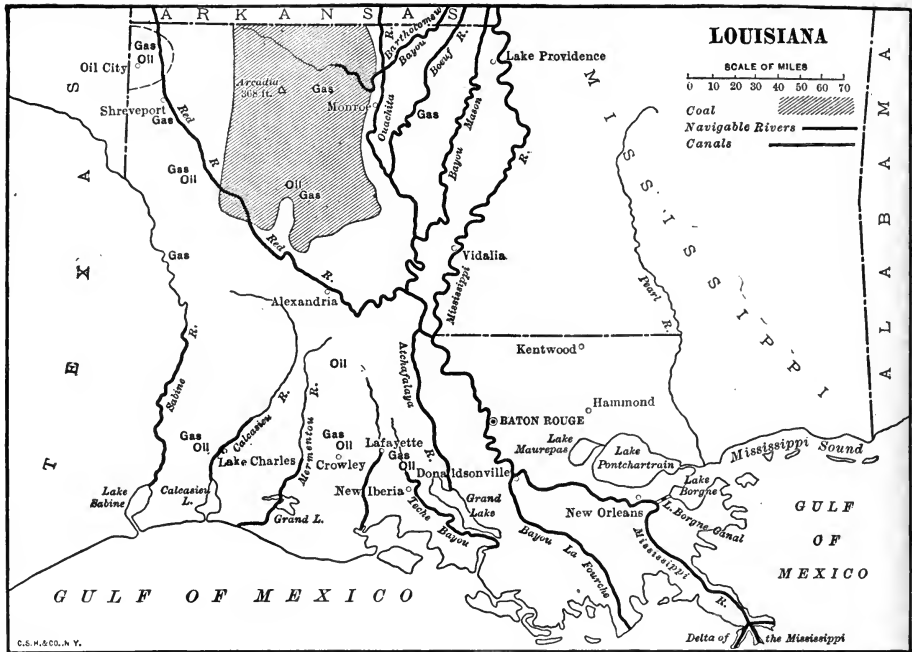 ARKANSAS
LOUISIANA
SCALE OF MILES
0 10 20 30 40 50 60 70
Coal
Navigable Rivers
Canals
TEXAS
MISSISSIPPI
ALABAMA
Gas
Oil
Oil City
Shreveport
Gas
Red
R.
Arcadia
368 ft.
Gas
Monroe
Ouachita
R.
Bartholomew
Bayou
Boeuf R.
Gas
Bayou Mason
Lake Providence
R.
Gas
Oil
Oil
Gas
Red
R.
Gas
Vidalia
Mississippi
Pearl
R.
Alexandria
Kentwood
Sabine
R.
Calcasieu
R.
Mermentou R.
Oil
Atchafalaya
R.
Hammond
BATON ROUGE
Lake
Maurepas
Lake
Pontchartrain
Mississippi Sound
Gas
Oil
Lake Charles
Gas
Oil
Crowley
Lafayette
Gas
Oil
Donaldsonville
Lake
Borgne
Lake
Sabine
Calcasieu
L.
Grand L.
New Iberia
Teche
Bayou
Grand
Lake
New Orleans
L. Borgne Canal
GULF
OF
MEXICO
Bayou La Fourche
Mississippi
R.
GULF OF MEXICO
Delta of the Mississippi
C.S.H.&CO., N.Y.